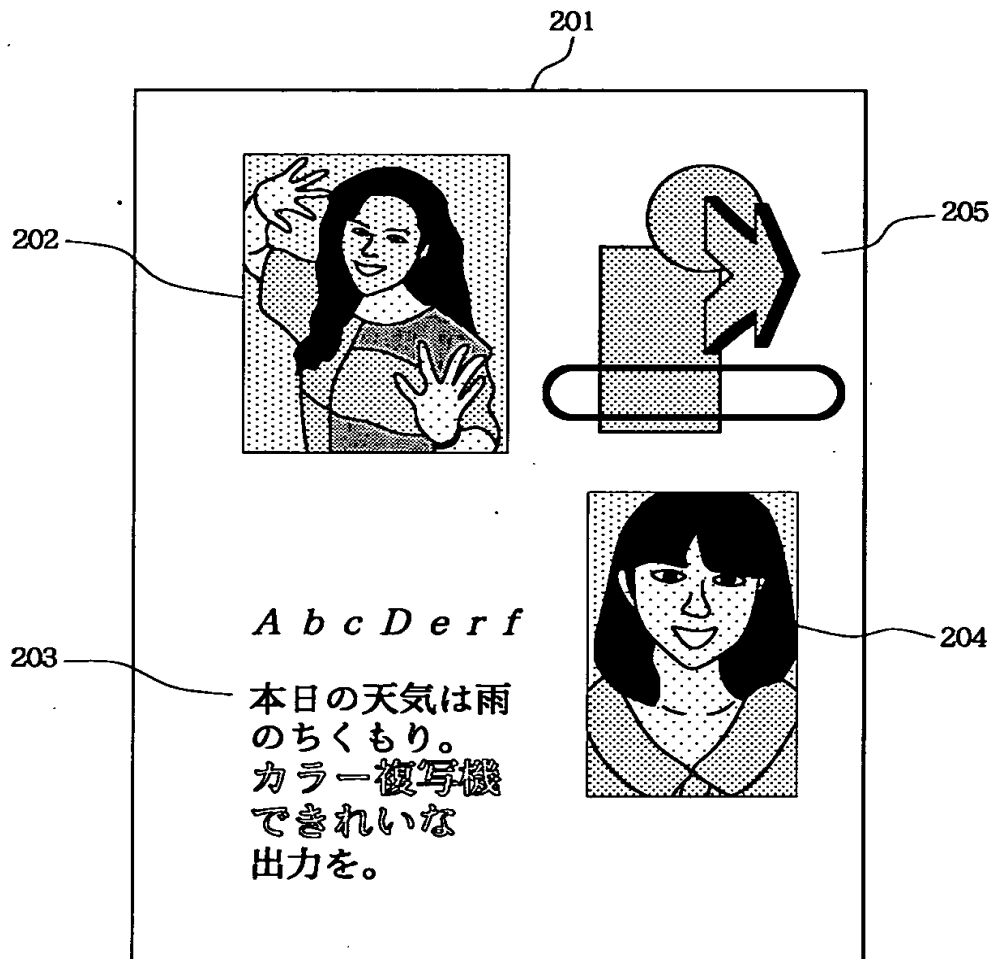 201
202
205
AbcDerf
204
203
本日の天気は雨
のちくもり。
カラー複写機
できれいな
出力を。